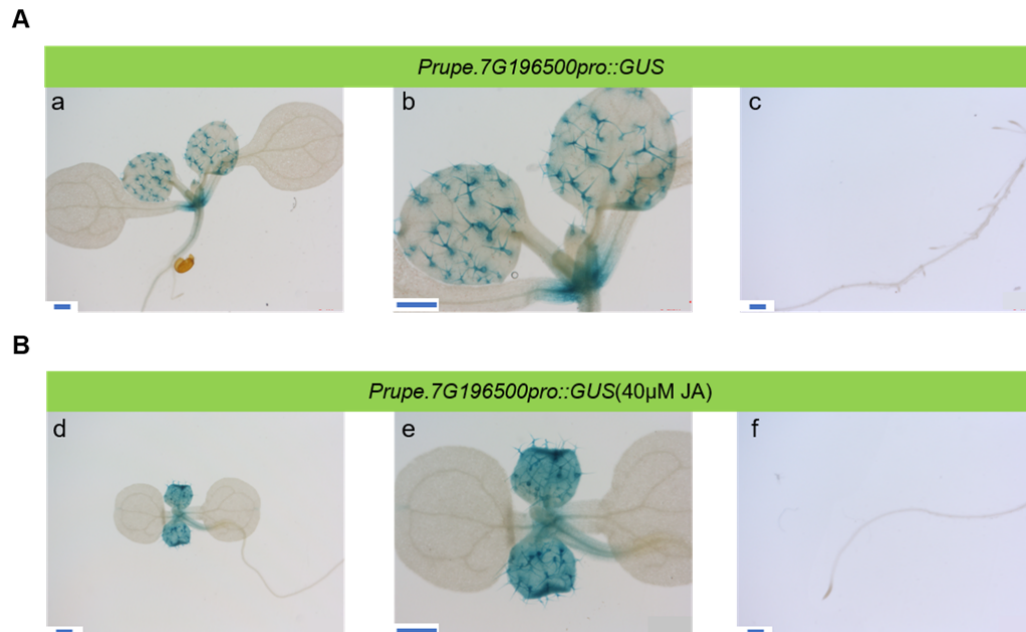 A
Prupe.7G196500pro::GUS
a
b
c
B
Prupe.7G196500pro::GUS(40μM JA)
d
e
f